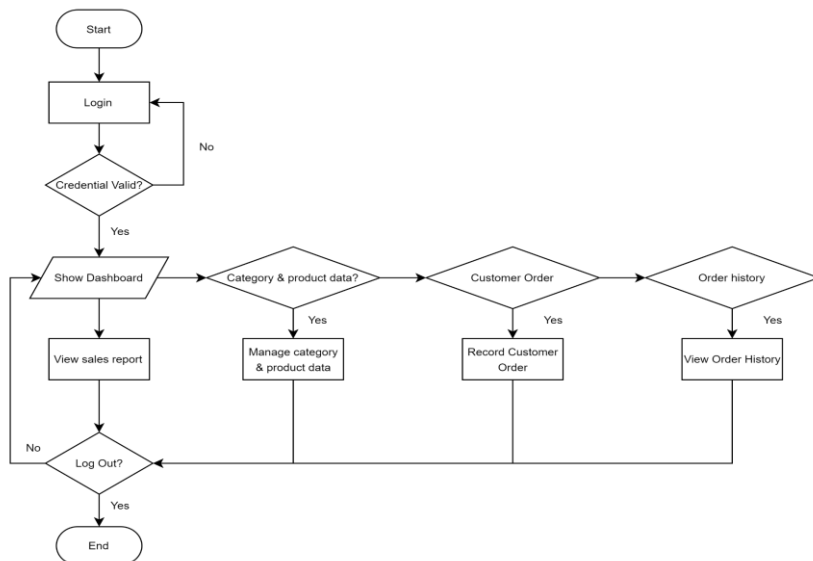 Start
Login
No
Credential Valid?
Yes
Show Dashboard
Category & product data?
Customer Order
Order history
Yes
Yes
Yes
View sales report
Manage category
& product data
Record Customer
Order
View Order History
No
Log Out?
Yes
End